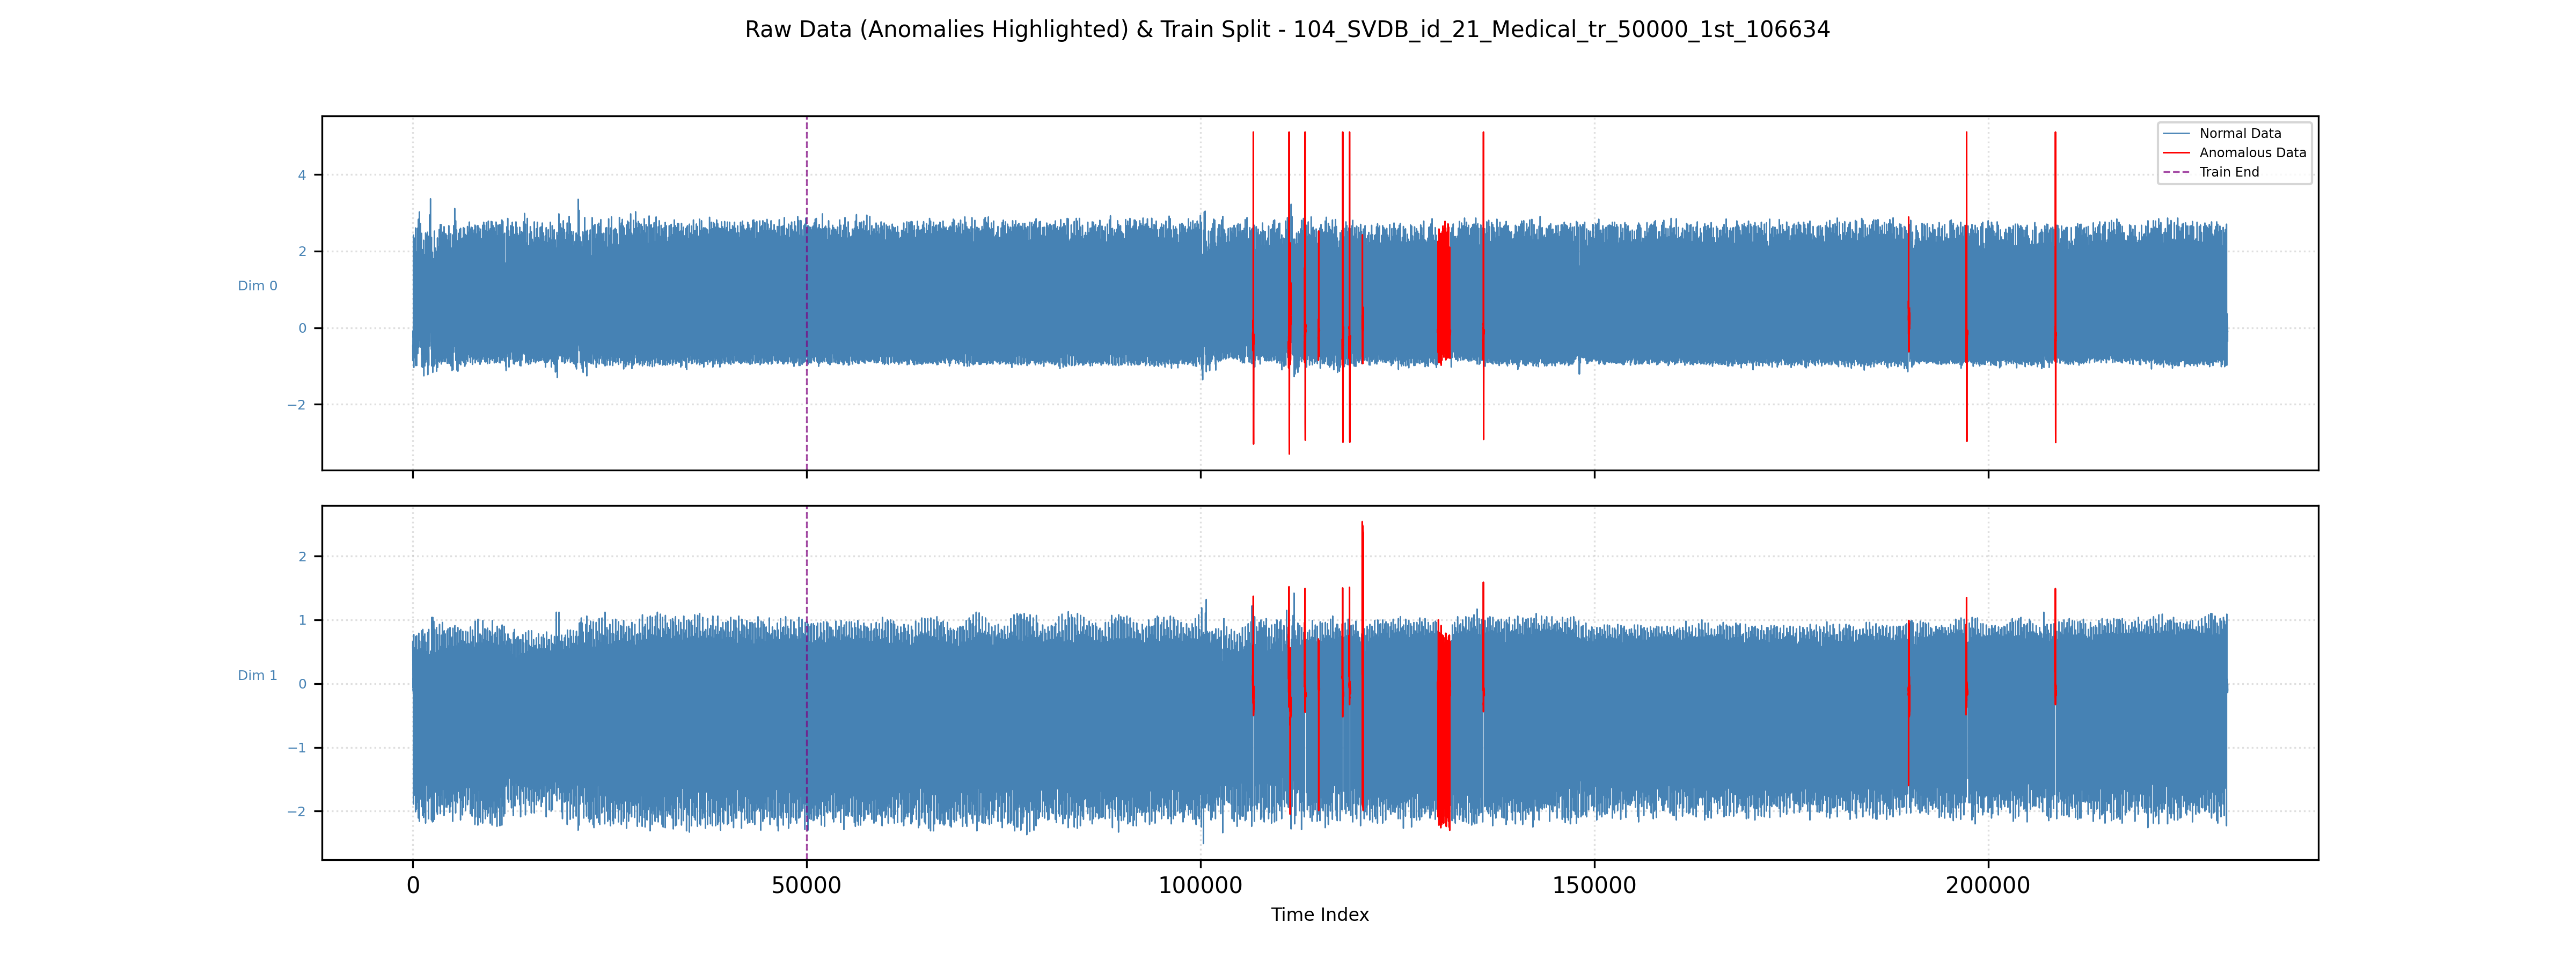 Raw Data (Anomalies Highlighted) & Train Split - 104_SVDB_id_21_Medical_tr_50000_1st_106634
Normal Data
Anomalous Data
Train End
4
2
0
−2
Dim 0
2
1
0
−1
−2
Dim 1
0 50000 100000 150000 200000
Time Index